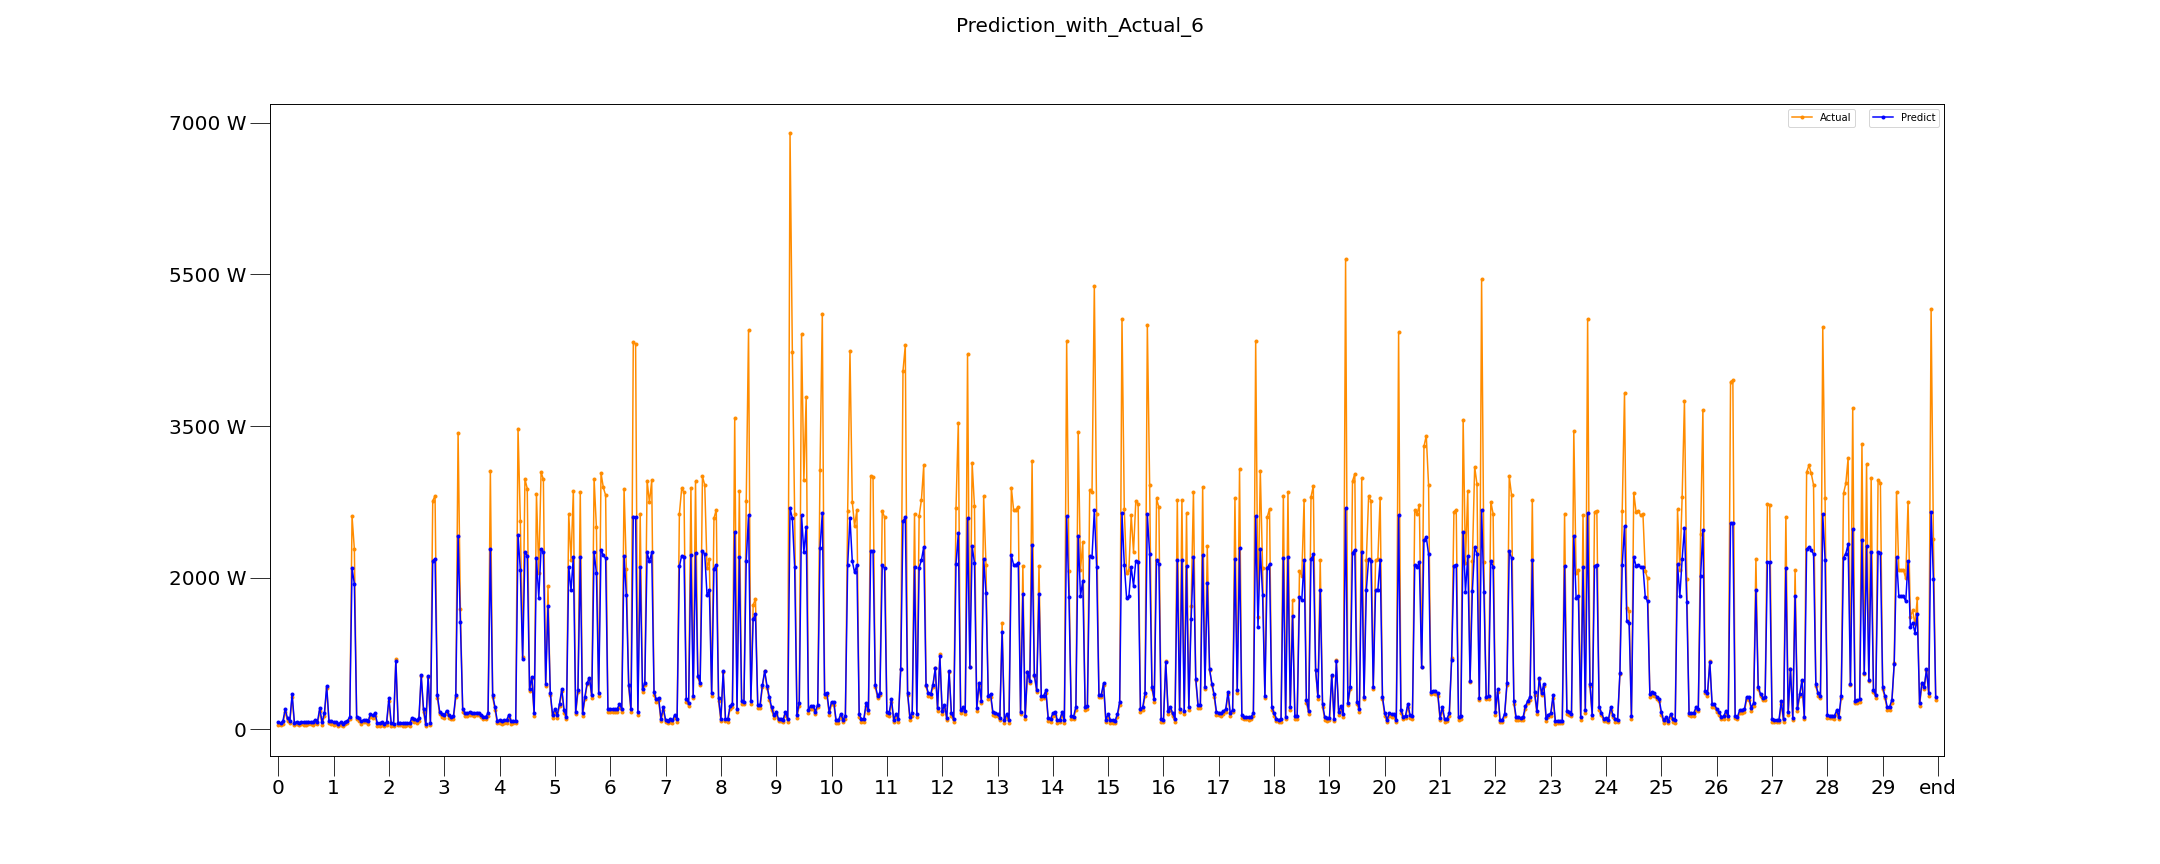 Prediction_with_Actual_6
Actual Predict
7000 W
5500 W
3500 W
2000 W
0
0 1 2 3 4 5 6 7 8 9 10 11 12 13 14 15 16 17 18 19 20 21 22 23 24 25 26 27 28 29 end